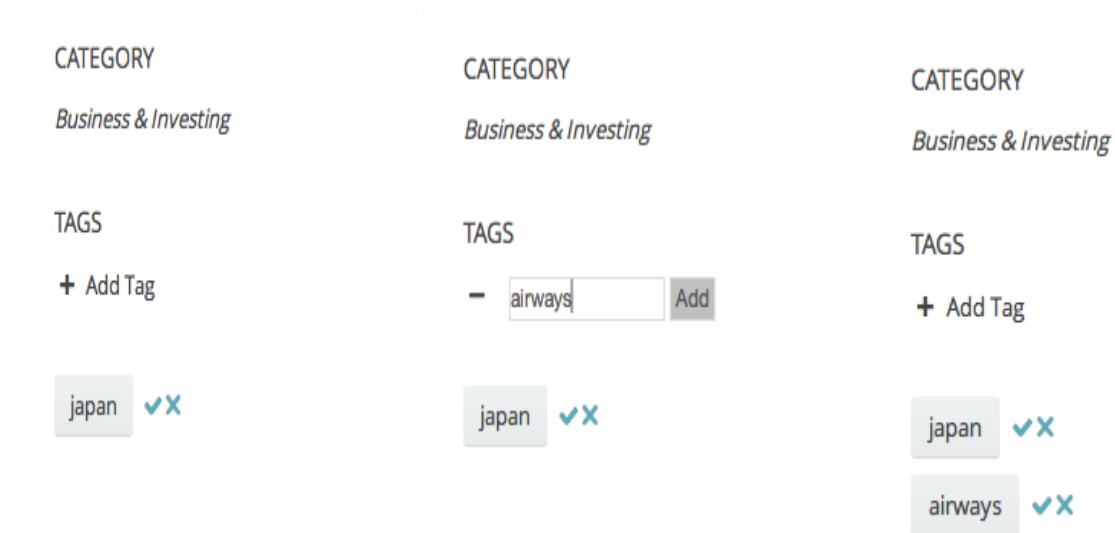 CATEGORY
Business & Investing
TAGS
+ Add Tag
japan
CATEGORY
Business & Investing
TAGS
airways
Add
japan
CATEGORY
Business & Investing
TAGS
+ Add Tag
japan
airways